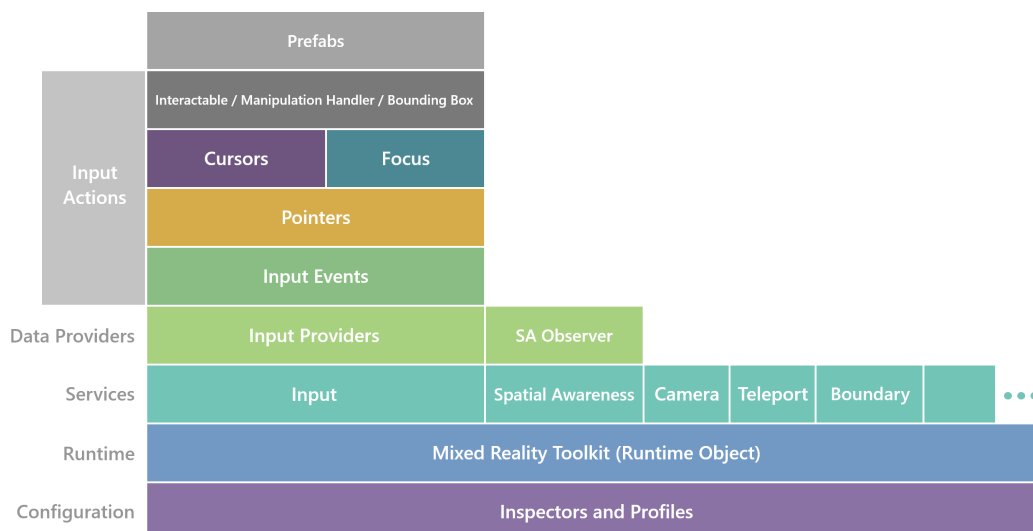 Prefabs
Interactable / Manipulation Handler / Bounding Box
Input
Actions
Cursors
Focus
Pointers
Input Events
Data Providers
Input Providers
SA Observer
Services
Input
Spatial Awareness
Camera
Teleport
Boundary
Runtime
Mixed Reality Toolkit (Runtime Object)
Configuration
Inspectors and Profiles